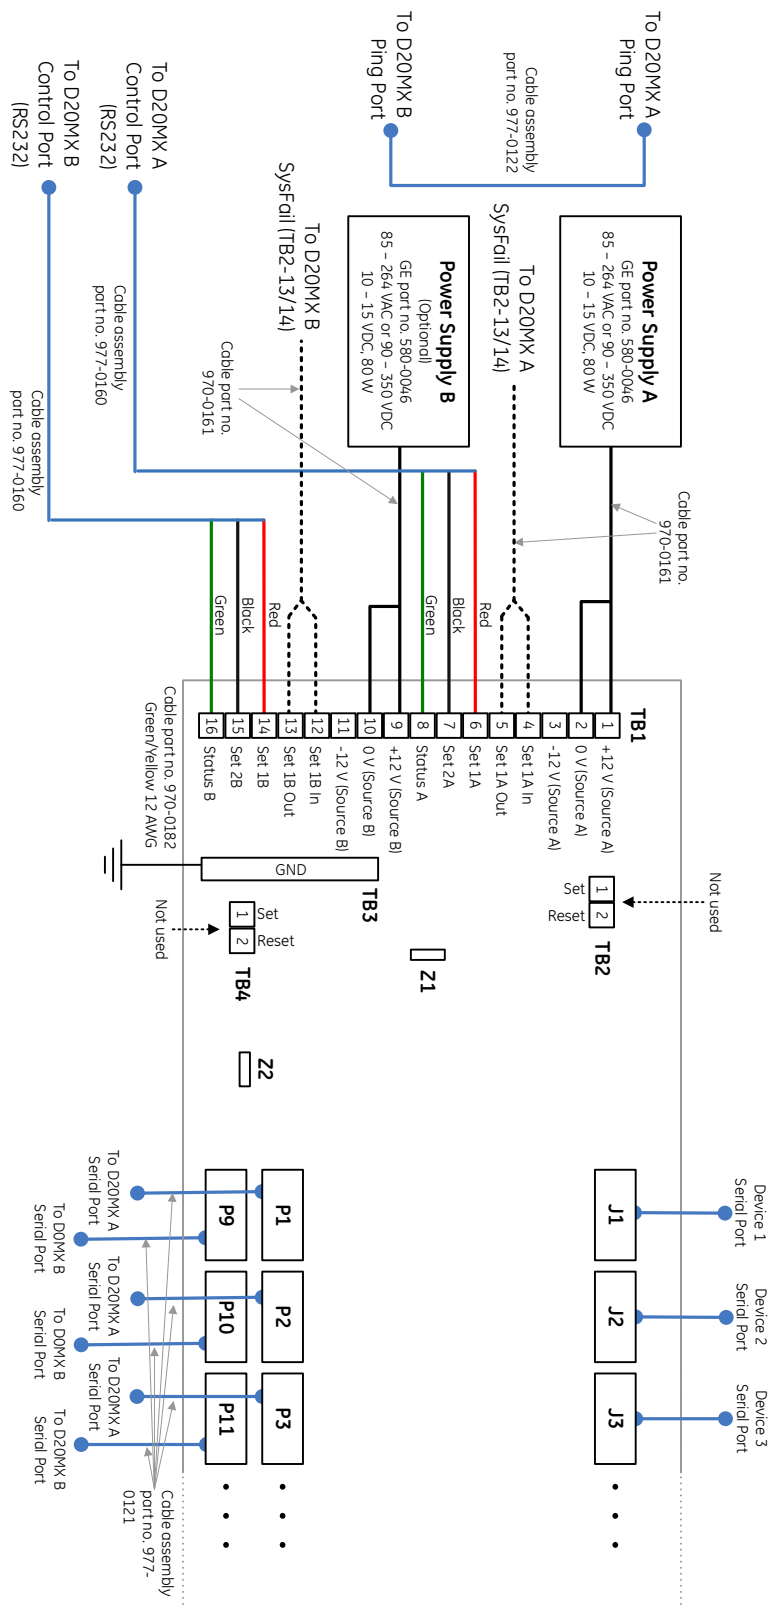 To D20MX A
Ping Port
Cable assembly
part no. 977-0122
To D20MX B
Ping Port
To D20MX A
Control Port
(RS232)
To D20MX B
Control Port
(RS232)
Power Supply A
GE part no. 580-0046
85 – 264 VAC or 90 – 350 VDC
10 – 15 VDC, 80 W
To D20MX A
SysFail (TB2-13/14)
Power Supply B
(Optional)
GE part no. 580-0046
85 – 264 VAC or 90 – 350 VDC
10 – 15 VDC, 80 W
To D20MX B
SysFail (TB2-13/14)
Cable assembly
part no. 977-0160
Cable assembly
part no. 977-0160
Cable part no.
970-0161
Cable part no.
970-0161
Red
Black
Green
Red
Black
Green
TB1
1 +12 V (Source A)
2 0 V (Source A)
3 -12 V (Source A)
4 Set 1A In
5 Set 1A Out
6 Set 1A
7 Set 2A
8 Status A
9 +12 V (Source B)
10 0 V (Source B)
11 -12 V (Source B)
12 Set 1B In
13 Set 1B Out
14 Set 1B
15 Set 2B
16 Status B
Cable part no. 970-0182
Green/Yellow 12 AWG
GND
TB3
Not used
Set 1
Reset 2
TB2
1 Set
2 Reset
TB4
Not used
Z1
Z2
Device 1
Serial Port
Device 2
Serial Port
Device 3
Serial Port
J1
J2
J3
P1
P2
P3
P9
P10
P11
To D20MX A
Serial Port
To D0MX B
Serial Port
To D20MX A
Serial Port
To D0MX B
Serial Port
To D20MX A
Serial Port
To D20MX B
Serial Port
Cable assembly
part no. 977-
0121